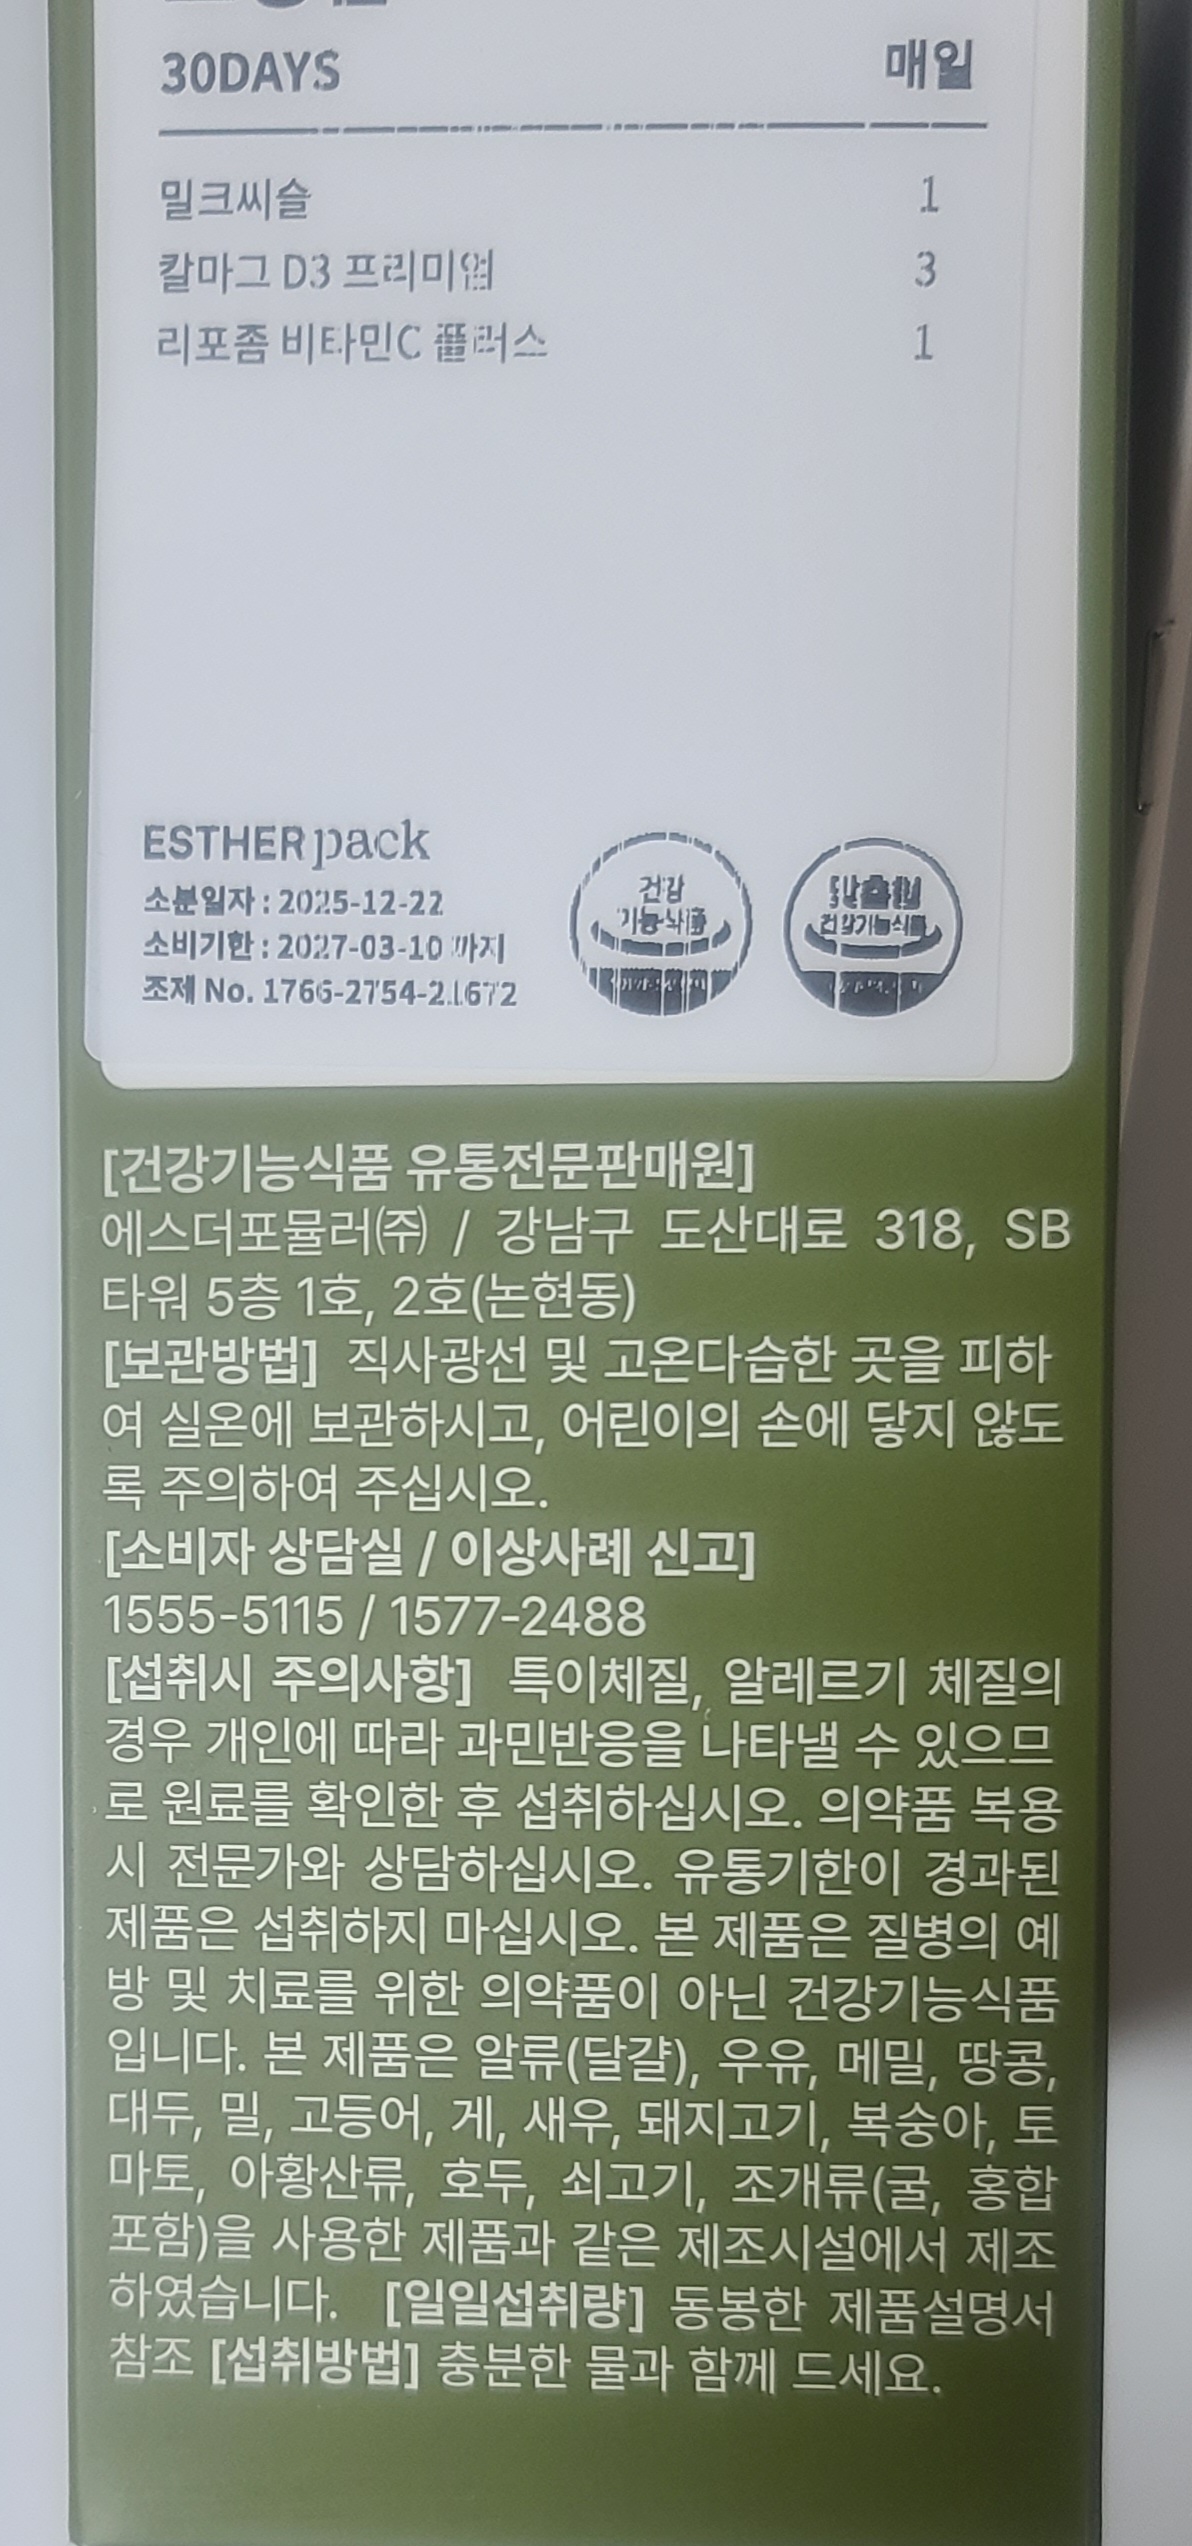 30DAYS 매일
밀크씨슬 1
칼마그 D3 프리미엄 3
리포좀 비타민C 플러스 1
ESTHER pack
소분일자 : 2025-12-22
소비기한 : 2027-03-10 까지
조제 No. 1766-2754-21672
건강
기능식품
맞춤형
건강기능식품
[건강기능식품 유통전문판매원]
에스더포뮬러㈜ / 강남구 도산대로 318, SB
타워 5층 1호, 2호(논현동)
[보관방법] 직사광선 및 고온다습한 곳을 피하
여 실온에 보관하시고, 어린이의 손에 닿지 않도
록 주의하여 주십시오.
[소비자 상담실 / 이상사례 신고]
1555-5115 / 1577-2488
[섭취시 주의사항] 특이체질, 알레르기 체질의
경우 개인에 따라 과민반응을 나타낼 수 있으므
로 원료를 확인한 후 섭취하십시오. 의약품 복용
시 전문가와 상담하십시오. 유통기한이 경과된
제품은 섭취하지 마십시오. 본 제품은 질병의 예
방 및 치료를 위한 의약품이 아닌 건강기능식품
입니다. 본 제품은 알류(달걀), 우유, 메밀, 땅콩,
대두, 밀, 고등어, 게, 새우, 돼지고기, 복숭아, 토
마토, 아황산류, 호두, 쇠고기, 조개류(굴, 홍합
포함)을 사용한 제품과 같은 제조시설에서 제조
하였습니다. [일일섭취량] 동봉한 제품설명서
참조 [섭취방법] 충분한 물과 함께 드세요.